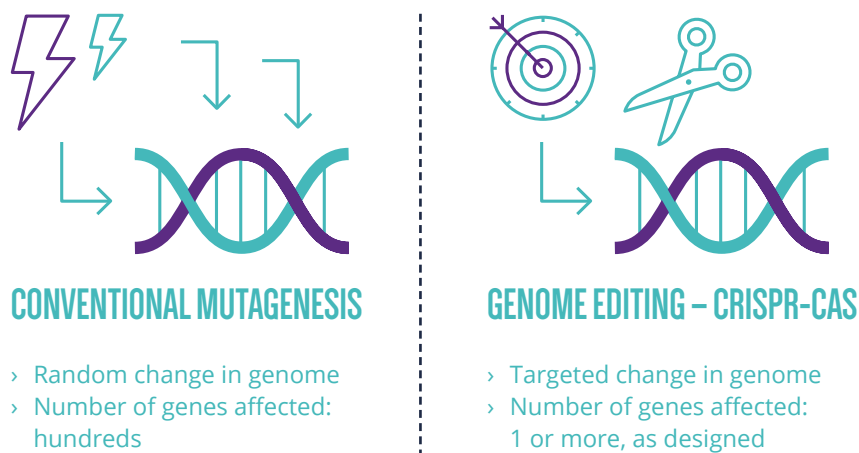 CONVENTIONAL MUTAGENESIS
› Random change in genome
› Number of genes affected:
hundreds
GENOME EDITING – CRISPR-CAS
› Targeted change in genome
› Number of genes affected:
1 or more, as designed